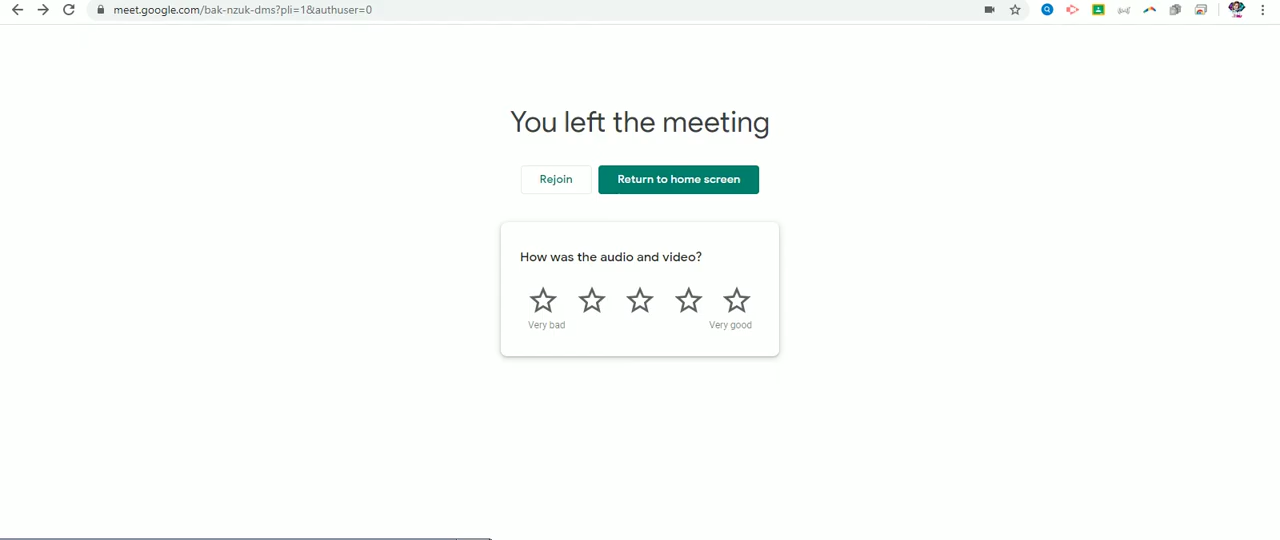 meet.google.com/bak-nzuk-dms?pli=1&authuser=0
You left the meeting
Rejoin
Return to home screen
How was the audio and video?
Very bad
Very good